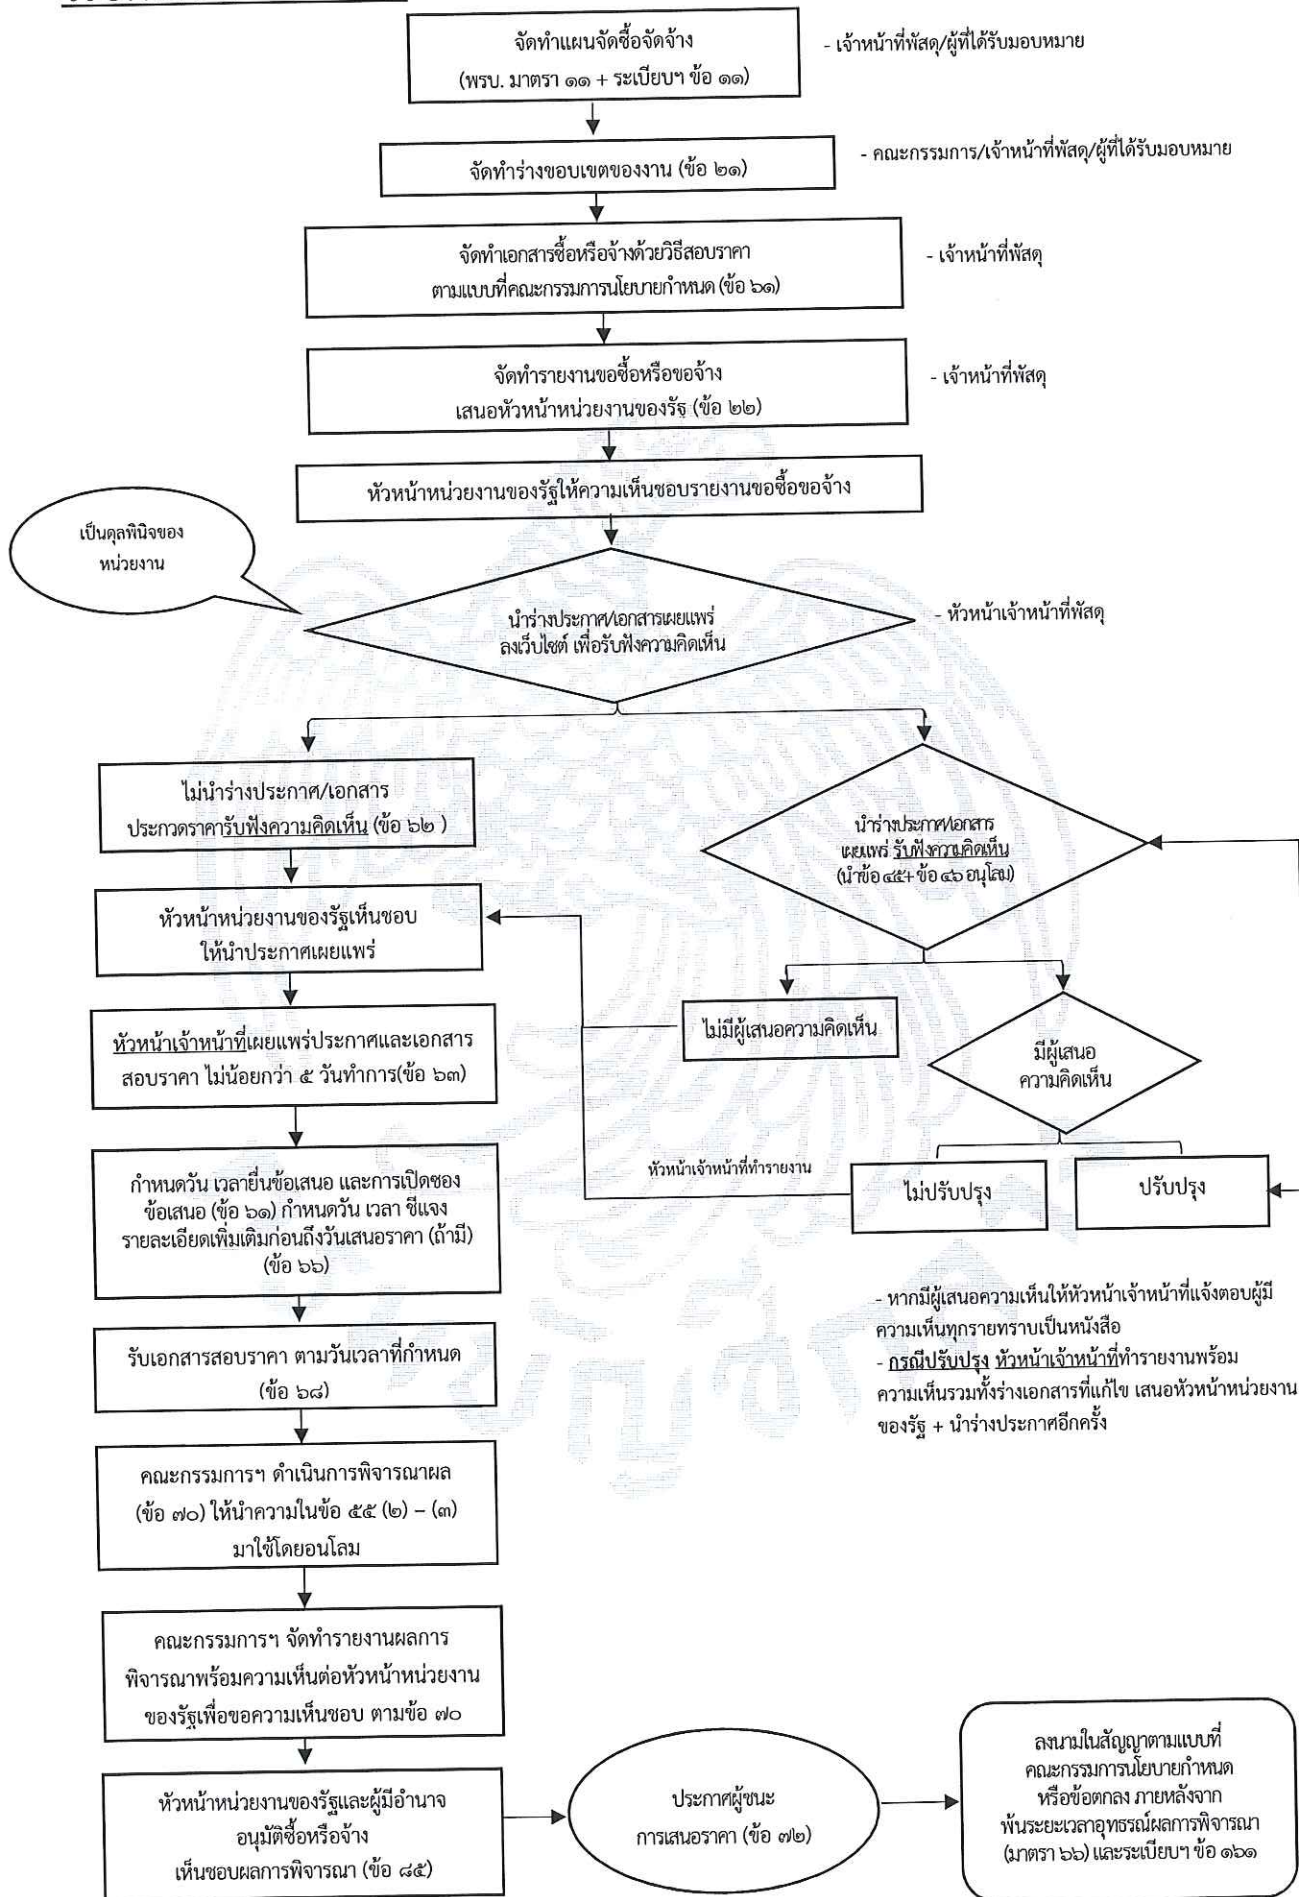 จัดทำแผนจัดซื้อจัดจ้าง
(พรบ. มาตรา ๑๑ + ระเบียบฯ ข้อ ๑๑)
- เจ้าหน้าที่พัสดุ/ผู้ที่ได้รับมอบหมาย
จัดทำร่างขอบเขตของงาน (ข้อ ๒๑)
- คณะกรรมการ/เจ้าหน้าที่พัสดุ/ผู้ที่ได้รับมอบหมาย
จัดทำเอกสารซื้อหรือจ้างด้วยวิธีสอบราคา
ตามแบบที่คณะกรรมการนโยบายกำหนด (ข้อ ๖๑)
- เจ้าหน้าที่พัสดุ
จัดทำรายงานขอซื้อหรือขอจ้าง
เสนอหัวหน้าหน่วยงานของรัฐ (ข้อ ๒๒)
- เจ้าหน้าที่พัสดุ
หัวหน้าหน่วยงานของรัฐให้ความเห็นชอบรายงานขอซื้อขอจ้าง
เป็นดุลพินิจของ
หน่วยงาน
นำร่างประกาศ/เอกสารเผยแพร่
ลงเว็บไซต์ เพื่อรับฟังความคิดเห็น
- หัวหน้าเจ้าหน้าที่พัสดุ
ไม่นำร่างประกาศ/เอกสาร
ประกวดราคารับฟังความคิดเห็น (ข้อ ๖๒ )
นำร่างประกาศ/เอกสาร
เผยแพร่ รับฟังความคิดเห็น
(นำข้อ ๔๕+ ข้อ ๔๖ อนุโลม)
หัวหน้าหน่วยงานของรัฐเห็นชอบ
ให้นำประกาศเผยแพร่
ไม่มีผู้เสนอความคิดเห็น
มีผู้เสนอ
ความคิดเห็น
หัวหน้าเจ้าหน้าที่เผยแพร่ประกาศและเอกสาร
สอบราคา ไม่น้อยกว่า ๕ วันทำการ(ข้อ ๖๓)
หัวหน้าเจ้าหน้าที่ทำรายงาน
ไม่ปรับปรุง
ปรับปรุง
กำหนดวัน เวลายื่นข้อเสนอ และการเปิดซอง
ข้อเสนอ (ข้อ ๖๑) กำหนดวัน เวลา ชี้แจง
รายละเอียดเพิ่มเติมก่อนถึงวันเสนอราคา (ถ้ามี)
(ข้อ ๖๖)
- หากมีผู้เสนอความเห็นให้หัวหน้าเจ้าหน้าที่แจ้งตอบผู้มี
ความเห็นทุกรายทราบเป็นหนังสือ
- กรณีปรับปรุง หัวหน้าเจ้าหน้าที่ทำรายงานพร้อม
ความเห็นรวมทั้งร่างเอกสารที่แก้ไข เสนอหัวหน้าหน่วยงาน
ของรัฐ + นำร่างประกาศอีกครั้ง
รับเอกสารสอบราคา ตามวันเวลาที่กำหนด
(ข้อ ๖๘)
คณะกรรมการฯ ดำเนินการพิจารณาผล
(ข้อ ๗๐) ให้นำความในข้อ ๕๕ (๒) – (๓)
มาใช้โดยอนโลม
คณะกรรมการฯ จัดทำรายงานผลการ
พิจารณาพร้อมความเห็นต่อหัวหน้าหน่วยงาน
ของรัฐเพื่อขอความเห็นชอบ ตามข้อ ๗๐
หัวหน้าหน่วยงานของรัฐและผู้มีอำนาจ
อนุมัติซื้อหรือจ้าง
เห็นชอบผลการพิจารณา (ข้อ ๘๕)
ประกาศผู้ชนะ
การเสนอราคา (ข้อ ๗๒)
ลงนามในสัญญาตามแบบที่
คณะกรรมการนโยบายกำหนด
หรือข้อตกลง ภายหลังจาก
พ้นระยะเวลาอุทธรณ์ผลการพิจารณา
(มาตรา ๖๖) และระเบียบฯ ข้อ ๑๖๑